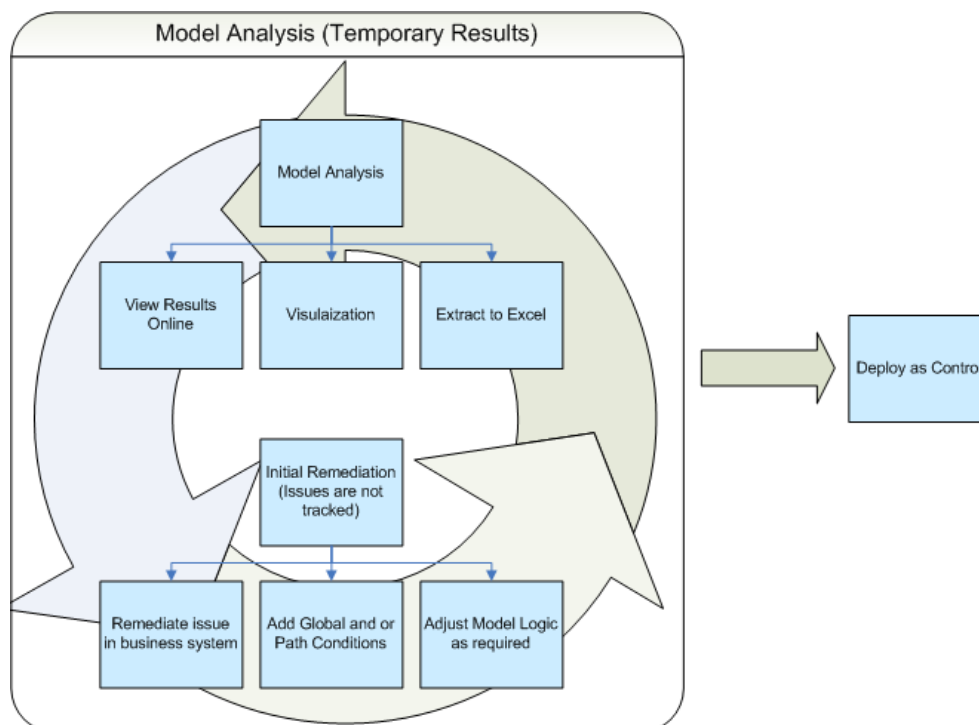 Model Analysis (Temporary Results)
Model Analysis
View Results
Online
Visulaization
Extract to Excel
Deploy as Control
Initial Remediation
(Issues are not
tracked)
Remediate issue
in business system
Add Global and or
Path Conditions
Adjust Model Logic
as required